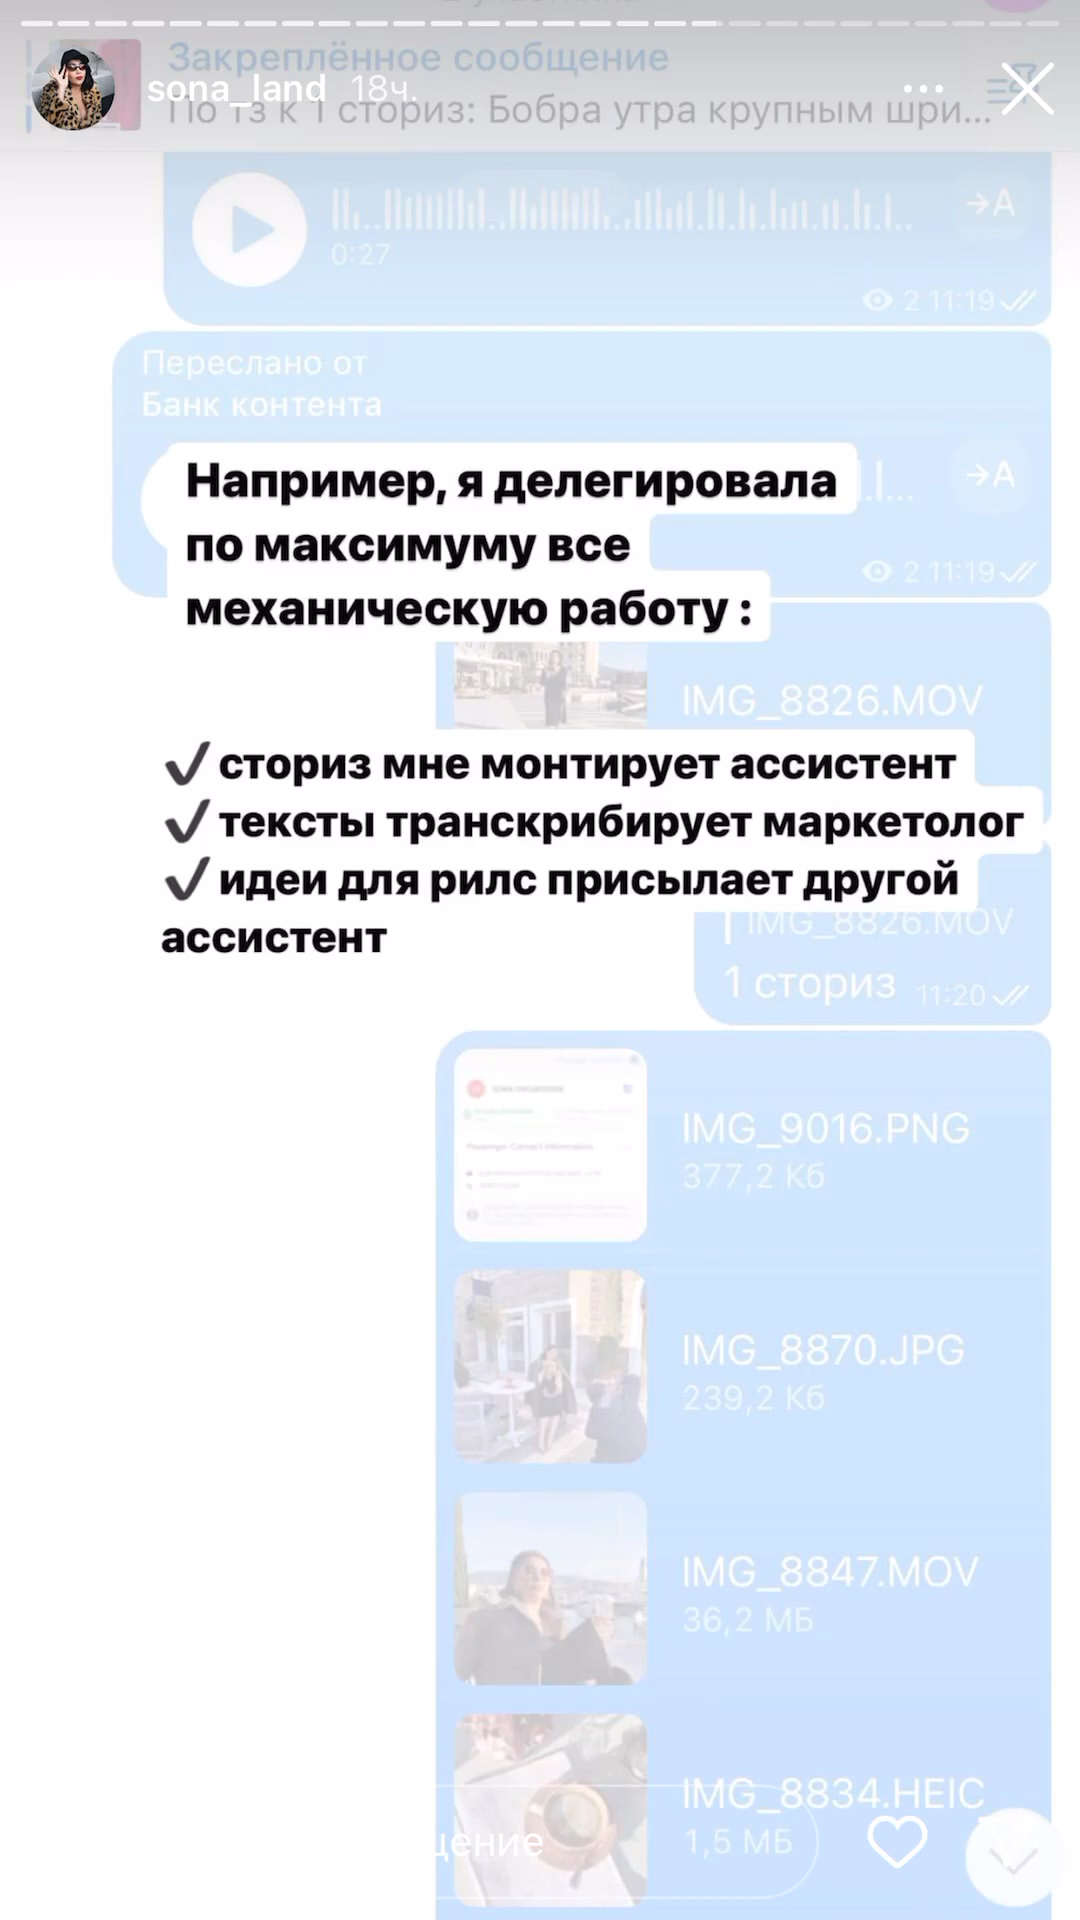 Закреплённое сообщение
sona_land 18ч.
По тз к 1 сториз: Бобра утра крупным шри...
→A
0:27
2 11:19
Переслано от
Банк контента
→A
Например, я делегировала
по максимуму все
механическую работу :
2 11:19
IMG_8826.MOV
✔️сториз мне монтирует ассистент
✔️тексты транскрибирует маркетолог
✔️идеи для рилс присылает другой
ассистент
IMG_8826.MOV
1 сториз 11:20
Passenger Contact Information
IMG_9016.PNG
377,2 Кб
IMG_8870.JPG
239,2 Кб
IMG_8847.MOV
36,2 МБ
IMG_8834.HEIC
1,5 МБ